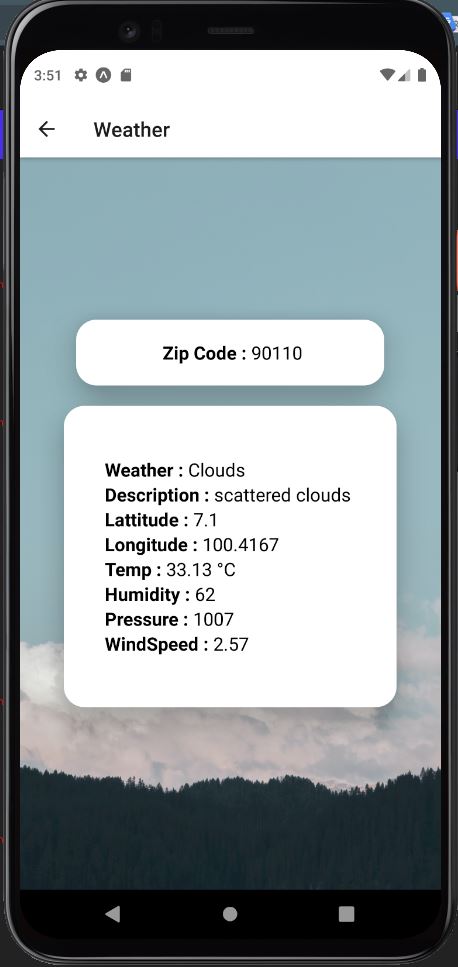 3:51
Weather
Zip Code : 90110
Weather : Clouds
Description : scattered clouds
Lattitude : 7.1
Longitude : 100.4167
Temp : 33.13 °C
Humidity : 62
Pressure : 1007
WindSpeed : 2.57